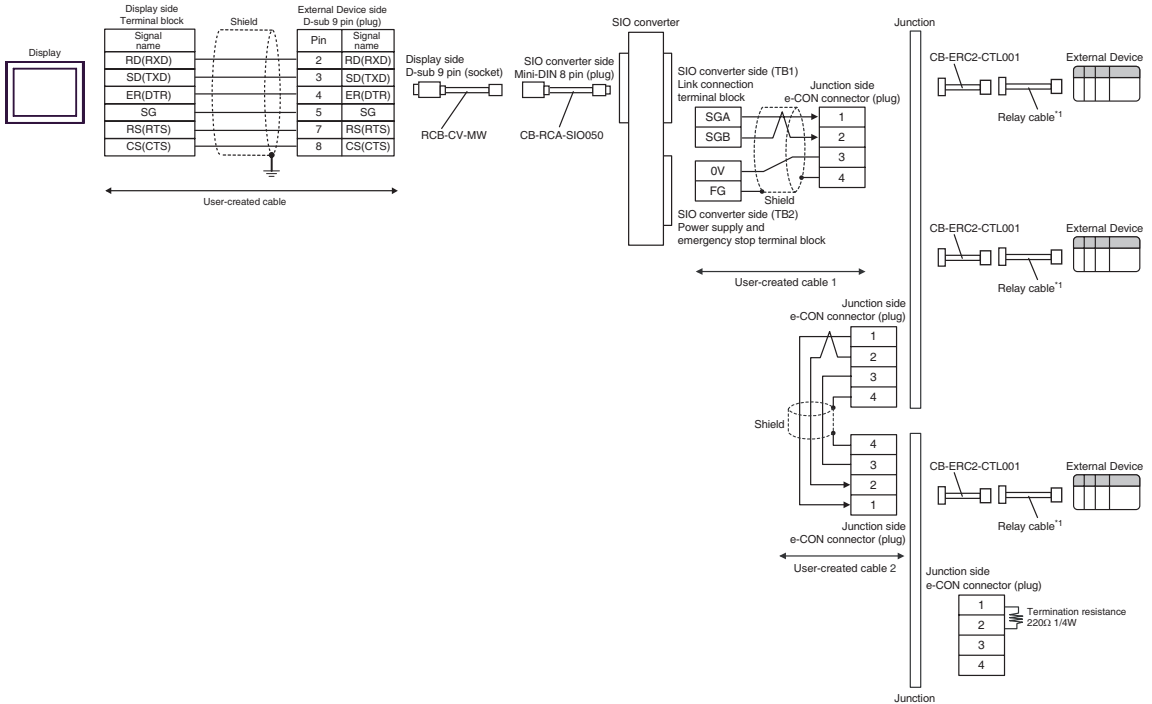 Display
Display side
Terminal block
Signal
name
RD(RXD)
SD(TXD)
ER(DTR)
SG
RS(RTS)
CS(CTS)
Shield
External Device side
D-sub 9 pin (plug)
Pin
Signal
name
2 RD(RXD)
3 SD(TXD)
4 ER(DTR)
5 SG
7 RS(RTS)
8 CS(CTS)
User-created cable
Display side
D-sub 9 pin (socket)
RCB-CV-MW
SIO converter side
Mini-DIN 8 pin (plug)
CB-RCA-SIO050
SIO converter
SIO converter side (TB1)
Link connection
terminal block
SGA
SGB
0V
FG
Shield
SIO converter side (TB2)
Power supply and
emergency stop terminal block
Junction side
e-CON connector (plug)
1
2
3
4
User-created cable 1
Junction side
e-CON connector (plug)
1
2
3
4
Shield
4
3
2
1
Junction side
e-CON connector (plug)
User-created cable 2
Junction
CB-ERC2-CTL001
External Device
Relay cable*1
CB-ERC2-CTL001
External Device
Relay cable*1
CB-ERC2-CTL001
External Device
Relay cable*1
Junction side
e-CON connector (plug)
1
2
3
4
Termination resistance
220Ω 1/4W
Junction